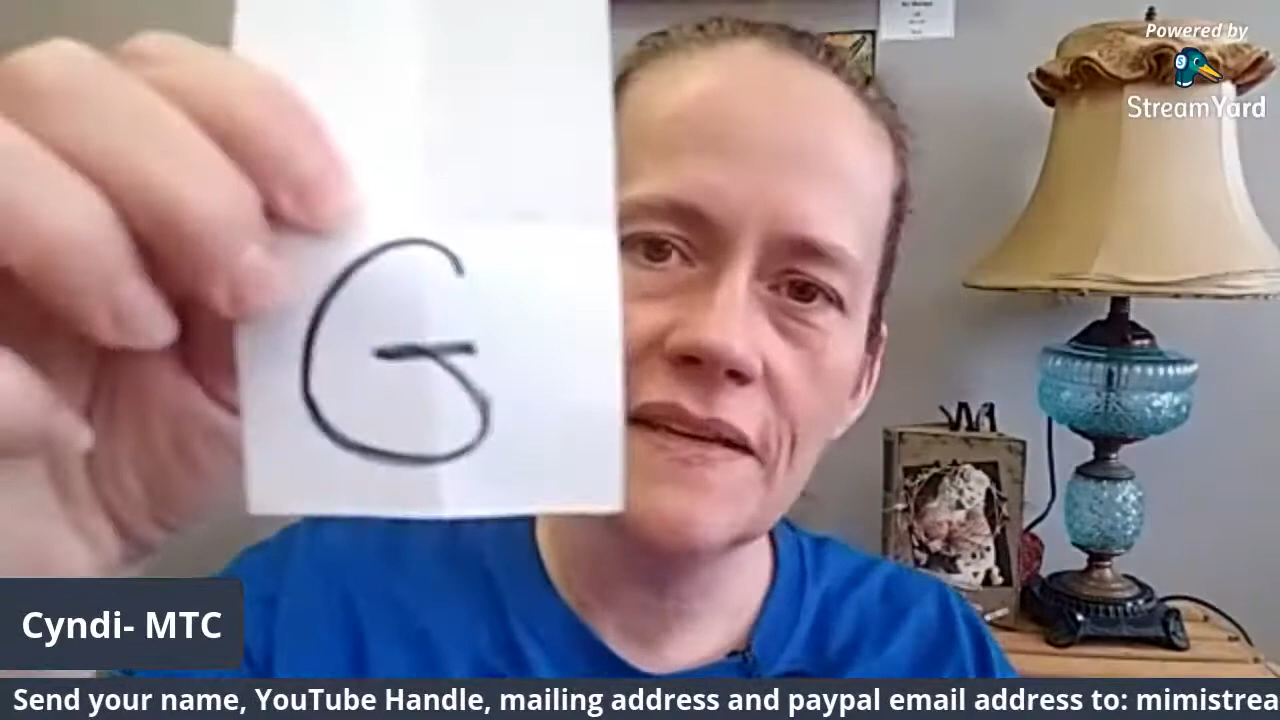 Powered by
StreamYard
G
Cyndi- MTC
Send your name, YouTube Handle, mailing address and paypal email address to: mimistrea